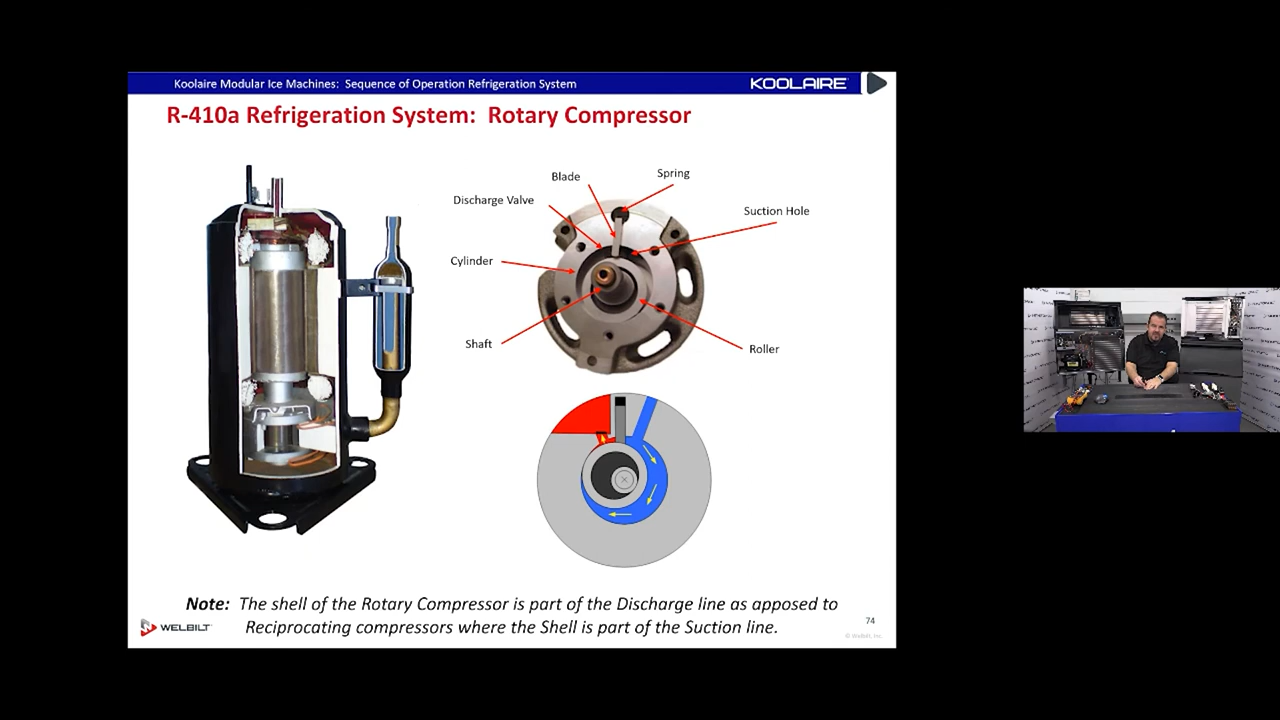 Koolaire Modular Ice Machines: Sequence of Operation Refrigeration System
KOOLAIRE
R-410a Refrigeration System: Rotary Compressor
Blade
Spring
Discharge Valve
Suction Hole
Cylinder
Shaft
Roller
Note: The shell of the Rotary Compressor is part of the Discharge line as apposed to
Reciprocating compressors where the Shell is part of the Suction line.
WELBILT
74
© Welbilt, Inc.